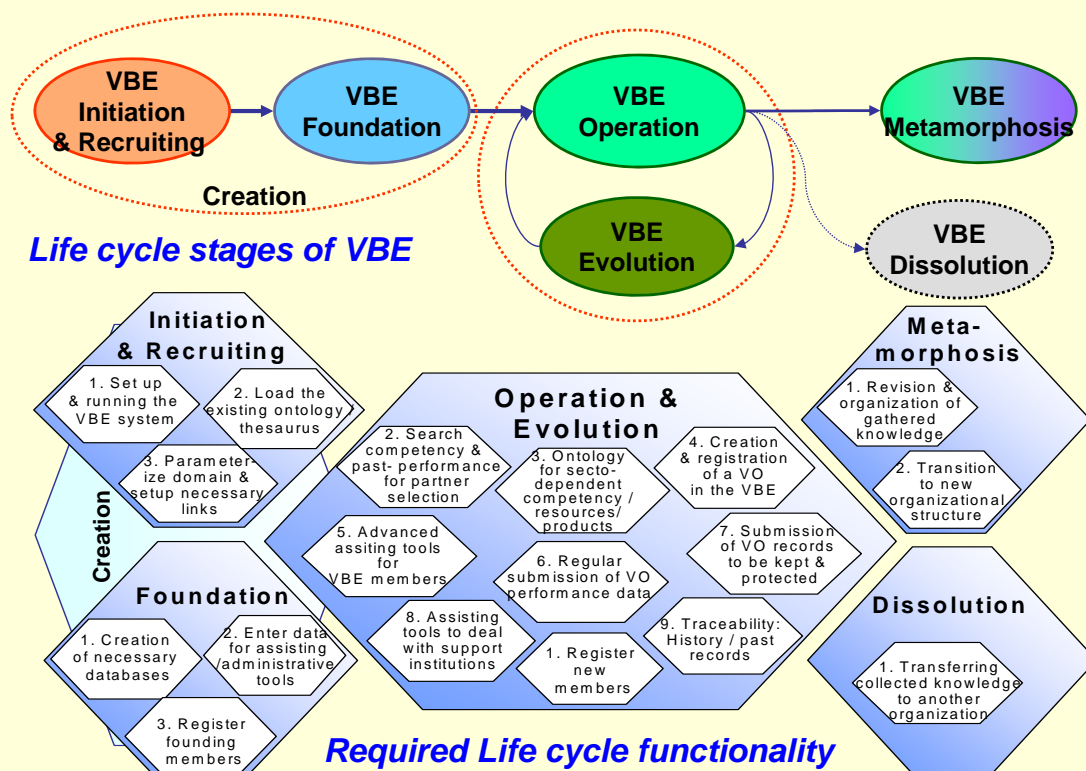 VBE
Initiation
& Recruiting
VBE
Foundation
VBE
Operation
VBE
Metamorphosis
Creation
VBE
Evolution
VBE
Dissolution
Life cycle stages of VBE
Initiation
& Recruiting
1. Set up
& running the
VBE system
2. Load the
existing ontology /
thesaurus
3. Parameter-
ize domain &
setup necessary
links
Creation
Foundation
1. Creation
of necessary
databases
2. Enter data
for assisting
/administrative
tools
3. Register
founding
members
Operation &
Evolution
2. Search
competency &
past- performance
for partner
selection
3. Ontology
for secto-
dependent
competency /
resources/
products
4. Creation
& registration
of a VO
in the VBE
5. Advanced
assiting tools
for
VBE members
6. Regular
submission of VO
performance data
7. Submission
of VO records
to be kept &
protected
8. Assisting
tools to deal
with support
institutions
1. Register
new
members
9. Traceability:
History / past
records
Meta-
morphosis
1. Revision &
organization of
gathered
knowledge
2. Transition
to new
organizational
structure
Dissolution
1. Transferring
collected knowledge
to another
organization
Required Life cycle functionality